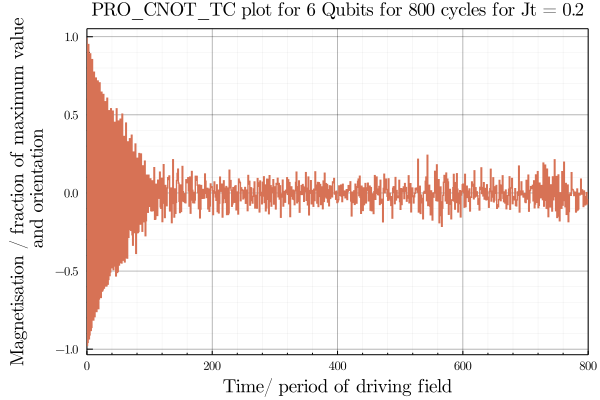 PRO_CNOT_TC plot for 6 Qubits for 800 cycles for Jt = 0.2
Magnetisation / fraction of maximum value
and orientation
1.0
0.5
0.0
−0.5
−1.0
0
200
400
600
800
Time/ period of driving field